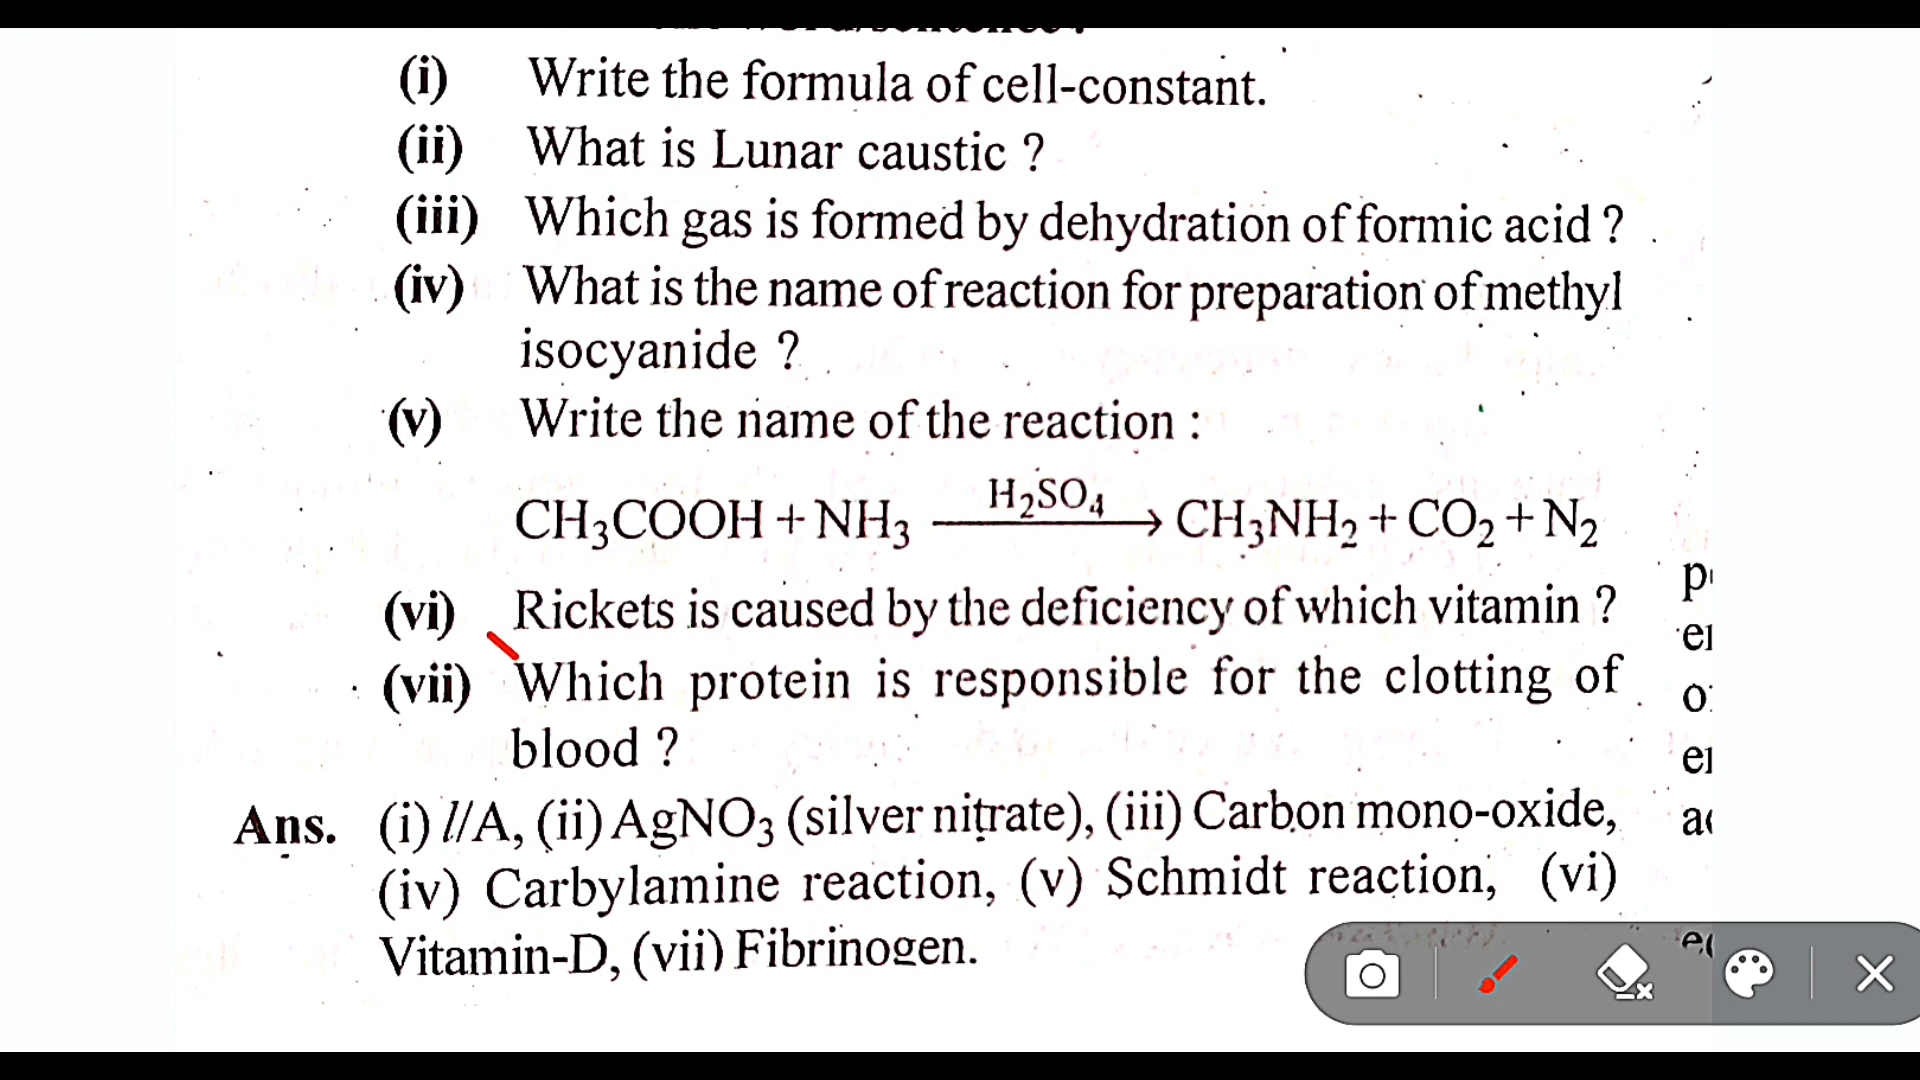 (i) Write the formula of cell-constant.
(ii) What is Lunar caustic ?
(iii) Which gas is formed by dehydration of formic acid ?
(iv) What is the name of reaction for preparation of methyl
isocyanide ?
(v) Write the name of the reaction :
CH₃COOH + NH₃ —H₂SO₄→ CH₃NH₂ + CO₂ + N₂
(vi) Rickets is caused by the deficiency of which vitamin ?
(vii) Which protein is responsible for the clotting of
blood ?
Ans. (i) l/A, (ii) AgNO₃ (silver nitrate), (iii) Carbon mono-oxide,
(iv) Carbylamine reaction, (v) Schmidt reaction, (vi)
Vitamin-D, (vii) Fibrinogen.